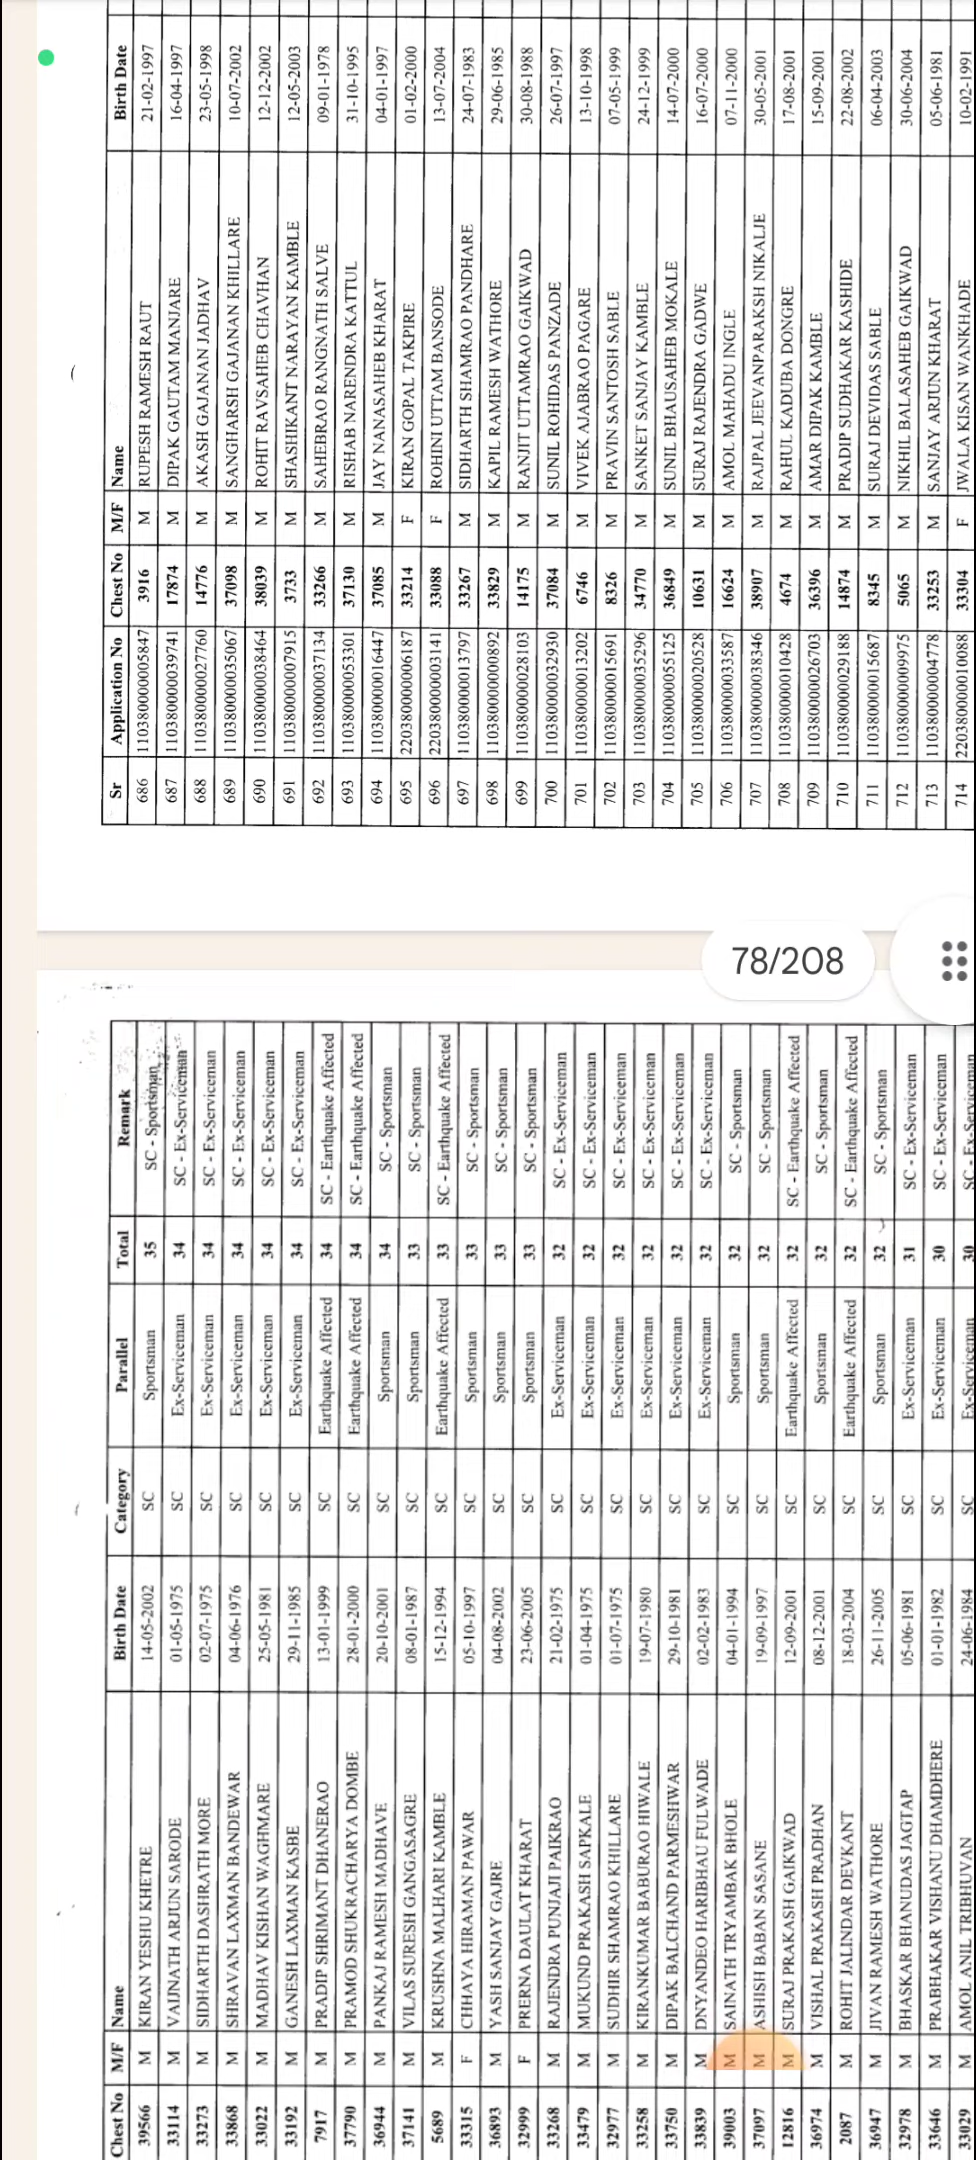 Sr Application No Chest No M/F Name Birth Date
686 11038000000005847 3916 M RUPESH RAMESH RAUT 21-02-1997
687 11038000000039741 17874 M DIPAK GAUTAM MANJARE 16-04-1997
688 11038000000027760 14776 M AKASH GAJANAN JADHAV 23-05-1998
689 11038000000035067 37098 M SANGHARSH GAJANAN KHILLARE 10-07-2002
690 11038000000038464 38039 M ROHIT RAVSAHEB CHAVHAN 12-12-2002
691 11038000000007915 3733 M SHASHIKANT NARAYAN KAMBLE 12-05-2003
692 11038000000037134 33266 M SAHEBRAO RANGNATH SALVE 09-01-1978
693 11038000000053301 37130 M RISHAB NARENDRA KATTUL 31-10-1995
694 11038000000016447 37085 M JAY NANASAHEB KHARAT 04-01-1997
695 22038000000006187 33214 F KIRAN GOPAL TAKPIRE 01-02-2000
696 22038000000003141 33088 F ROHINI UTTAM BANSODE 13-07-2004
697 11038000000013797 33267 M SIDHARTH SHAMRAO PANDHARE 24-07-1983
698 11038000000000892 33829 M KAPIL RAMESH WATHORE 29-06-1985
699 11038000000028103 14175 M RANJIT UTTAMRAO GAIKWAD 30-08-1988
700 11038000000032930 37084 M SUNIL ROHIDAS PANZADE 26-07-1997
701 11038000000013202 6746 M VIVEK AJABRAO PAGARE 13-10-1998
702 11038000000015691 8326 M PRAVIN SANTOSH SABLE 07-05-1999
703 11038000000035296 34770 M SANKET SANJAY KAMBLE 24-12-1999
704 11038000000055125 36849 M SUNIL BHAUSAHEB MOKALE 14-07-2000
705 11038000000020528 10631 M SURAJ RAJENDRA GADWE 16-07-2000
706 11038000000033587 16624 M AMOL MAHADU INGLE 07-11-2000
707 11038000000038346 38907 M RAJPAL JEEVANPARAKSH NIKALJE 30-05-2001
708 11038000000010428 4674 M RAHUL KADUBA DONGRE 17-08-2001
709 11038000000026703 36396 M AMAR DIPAK KAMBLE 15-09-2001
710 11038000000029188 14874 M PRADIP SUDHAKAR KASHIDE 22-08-2002
711 11038000000015687 8345 M SURAJ DEVIDAS SABLE 06-04-2003
712 11038000000009975 5065 M NIKHIL BALASAHEB GAIKWAD 30-06-2004
713 11038000000004778 33253 M SANJAY ARJUN KHARAT 05-06-1981
714 22038000000010088 33304 F JWALA KISAN WANKHADE 10-02-1991
78/208
Chest No M/F Name Birth Date Category Parallel Total Remark
39566 M KIRAN YESHU KHETRE 14-05-2002 SC Sportsman 35 SC - Sportsman
33114 M VAIJNATH ARJUN SARODE 01-05-1975 SC Ex-Serviceman 34 SC - Ex-Serviceman
33273 M SIDHARTH DASHRATH MORE 02-07-1975 SC Ex-Serviceman 34 SC - Ex-Serviceman
33868 M SHRAVAN LAXMAN BANDEWAR 04-06-1976 SC Ex-Serviceman 34 SC - Ex-Serviceman
33022 M MADHAV KISHAN WAGHMARE 25-05-1981 SC Ex-Serviceman 34 SC - Ex-Serviceman
33192 M GANESH LAXMAN KASBE 29-11-1985 SC Ex-Serviceman 34 SC - Ex-Serviceman
7917 M PRADIP SHRIMANT DHANERAO 13-01-1999 SC Earthquake Affected 34 SC - Earthquake Affected
37790 M PRAMOD SHUKRACHARYA DOMBE 28-01-2000 SC Earthquake Affected 34 SC - Earthquake Affected
36944 M PANKAJ RAMESH MADHAVE 20-10-2001 SC Sportsman 34 SC - Sportsman
37141 M VILAS SURESH GANGASAGRE 08-01-1987 SC Sportsman 33 SC - Sportsman
5689 M KRUSHNA MALHARI KAMBLE 15-12-1994 SC Earthquake Affected 33 SC - Earthquake Affected
33315 F CHHAYA HIRAMAN PAWAR 05-10-1997 SC Sportsman 33 SC - Sportsman
36893 M YASH SANJAY GAJRE 04-08-2002 SC Sportsman 33 SC - Sportsman
32999 F PRERNA DAULAT KHARAT 23-06-2005 SC Sportsman 33 SC - Sportsman
33268 M RAJENDRA PUNJAJI PAIKRAO 21-02-1975 SC Ex-Serviceman 32 SC - Ex-Serviceman
33479 M MUKUND PRAKASH SAPKALE 01-04-1975 SC Ex-Serviceman 32 SC - Ex-Serviceman
32977 M SUDHIR SHAMRAO KHILLARE 01-07-1975 SC Ex-Serviceman 32 SC - Ex-Serviceman
33258 M KIRANKUMAR BABURAO HIWALE 19-07-1980 SC Ex-Serviceman 32 SC - Ex-Serviceman
33750 M DIPAK BALCHAND PARMESHWAR 29-10-1981 SC Ex-Serviceman 32 SC - Ex-Serviceman
33839 M DNYANDEO HARIBHAU FULWADE 02-02-1983 SC Ex-Serviceman 32 SC - Ex-Serviceman
39003 M SAINATH TRYAMBAK BHOLE 04-01-1994 SC Sportsman 32 SC - Sportsman
37097 M ASHISH BABAN SASANE 19-09-1997 SC Sportsman 32 SC - Sportsman
12816 M SURAJ PRAKASH GAIKWAD 12-09-2001 SC Earthquake Affected 32 SC - Earthquake Affected
36974 M VISHAL PRAKASH PRADHAN 08-12-2001 SC Sportsman 32 SC - Sportsman
2087 M ROHIT JALINDAR DEVKANT 18-03-2004 SC Earthquake Affected 32 SC - Earthquake Affected
36947 M JIVAN RAMESH WATHORE 26-11-2005 SC Sportsman 32 SC - Sportsman
32978 M BHASKAR BHANUDAS JAGTAP 05-06-1981 SC Ex-Serviceman 31 SC - Ex-Serviceman
33646 M PRABHAKAR VISHANU DHAMDHERE 01-01-1982 SC Ex-Serviceman 30 SC - Ex-Serviceman
33029 M AMOL ANIL TRIBHUVAN 24-06-1984 SC Ex-Serviceman 30 SC - Ex-Serviceman